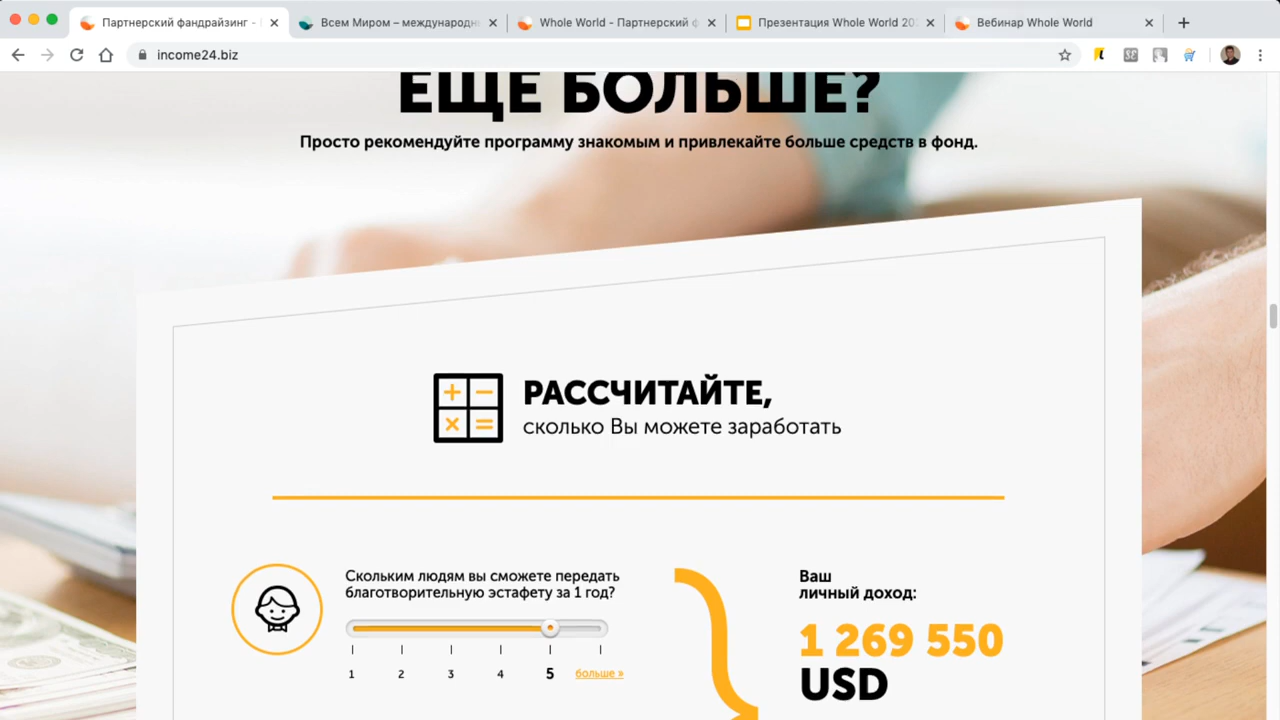 Партнерский фандрайзинг -
Всем Миром – международн
Whole World - Партнерский ф
Презентация Whole World 202
Вебинар Whole World
income24.biz
ЕЩЕ БОЛЬШЕ?
Просто рекомендуйте программу знакомым и привлекайте больше средств в фонд.
РАССЧИТАЙТЕ,
сколько Вы можете заработать
Скольким людям вы сможете передать
благотворительную эстафету за 1 год?
1 2 3 4 5 больше »
Ваш
личный доход:
1 269 550
USD